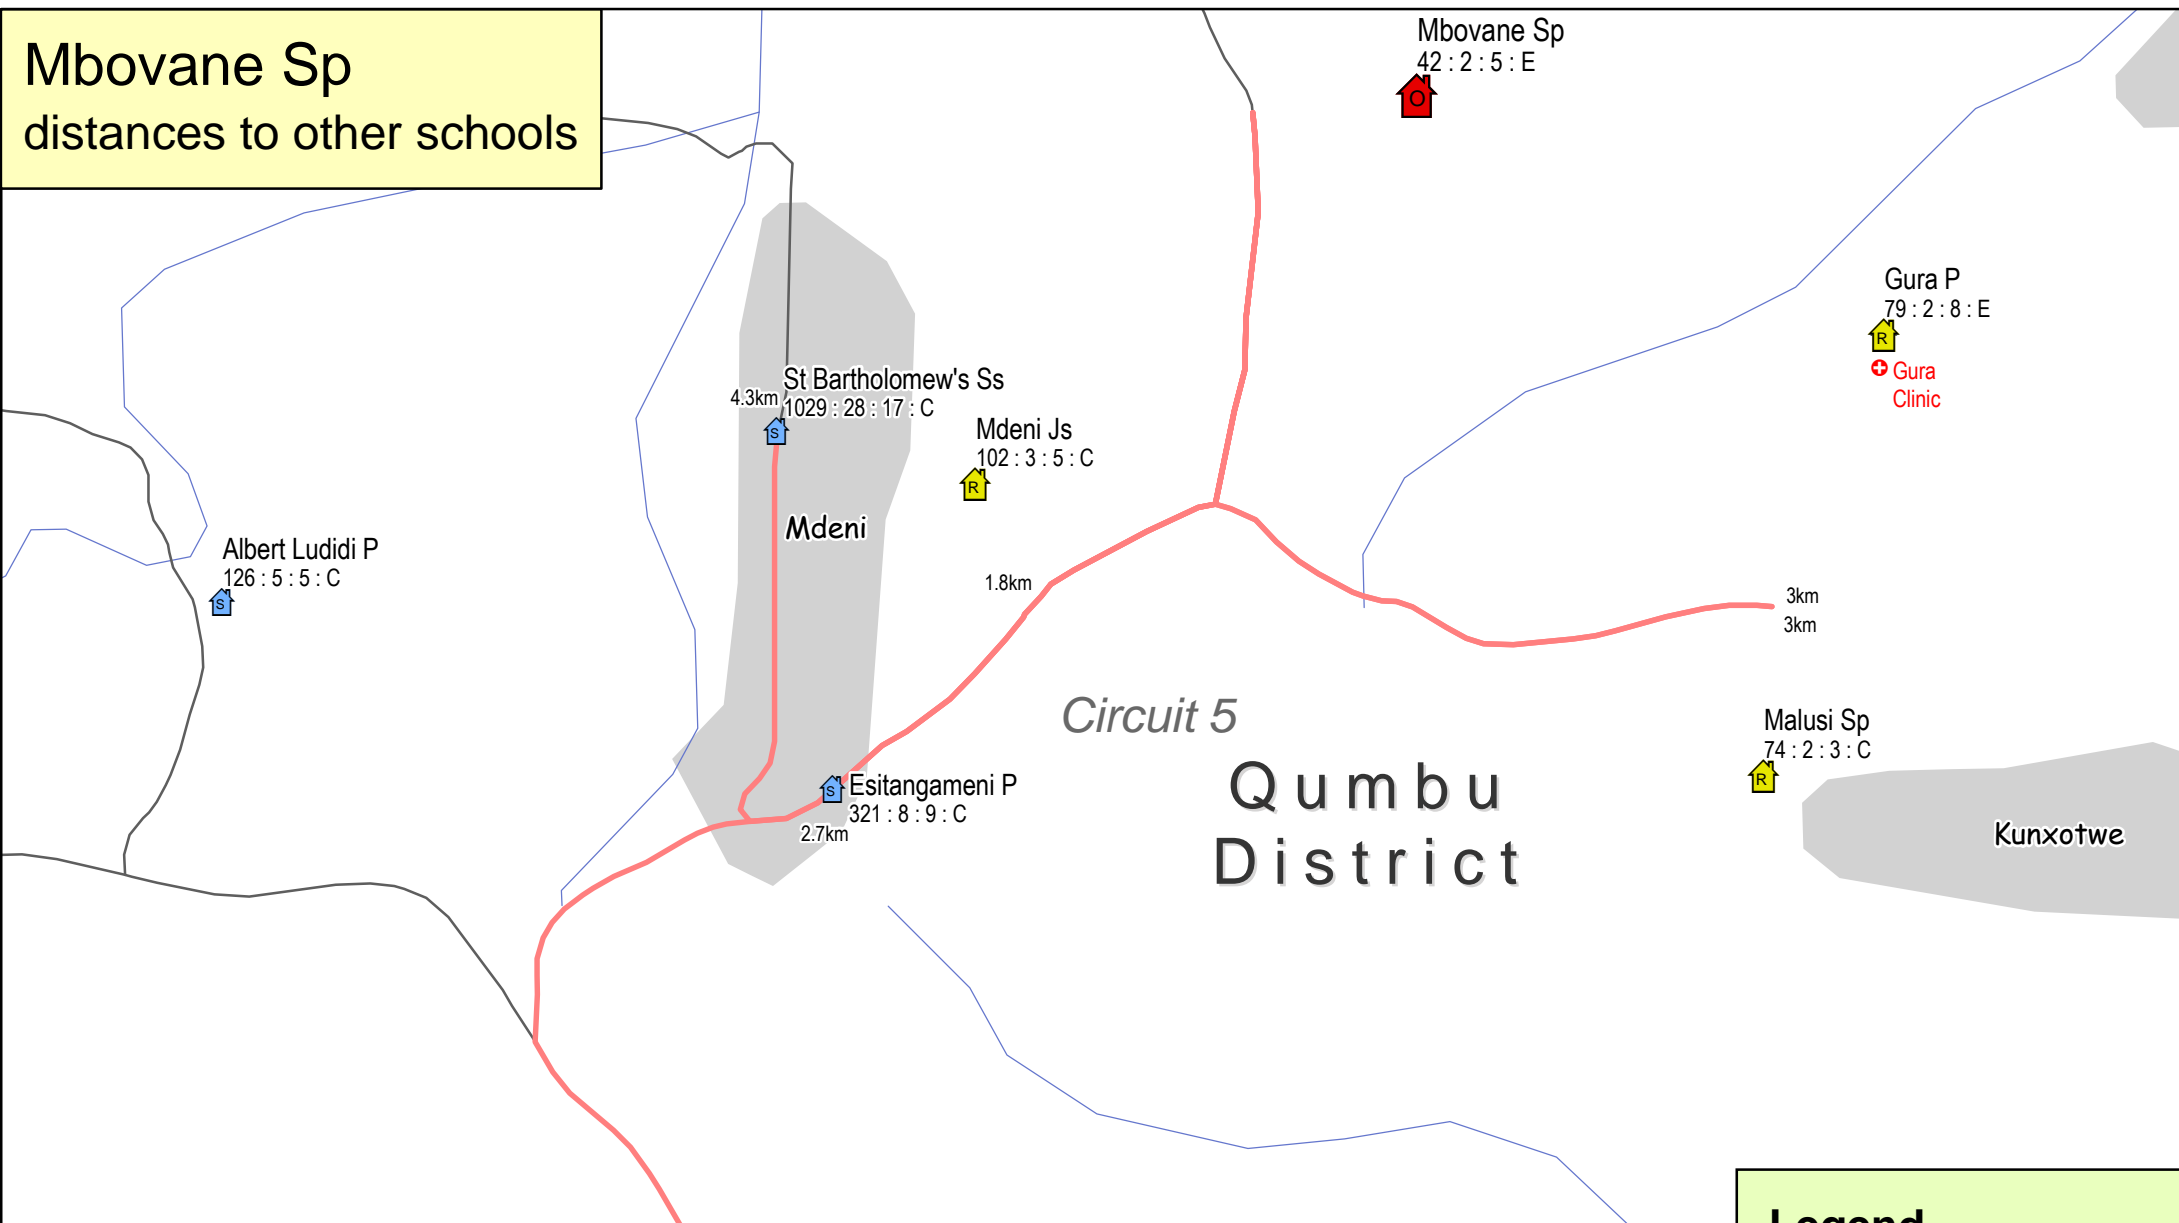 Mbovane Sp
distances to other schools
Mbovane Sp
42 : 2 : 5 : E
O
Gura P
79 : 2 : 8 : E
R
Gura
Clinic
St Bartholomew's Ss
4.3km
1029 : 28 : 17 : C
S
Mdeni Js
102 : 3 : 5 : C
R
Mdeni
Albert Ludidi P
126 : 5 : 5 : C
S
1.8km
3km
3km
Circuit 5
Malusi Sp
74 : 2 : 3 : C
R
Qumbu
District
Esitangameni P
321 : 8 : 9 : C
S
2.7km
Kunxotwe
Legend